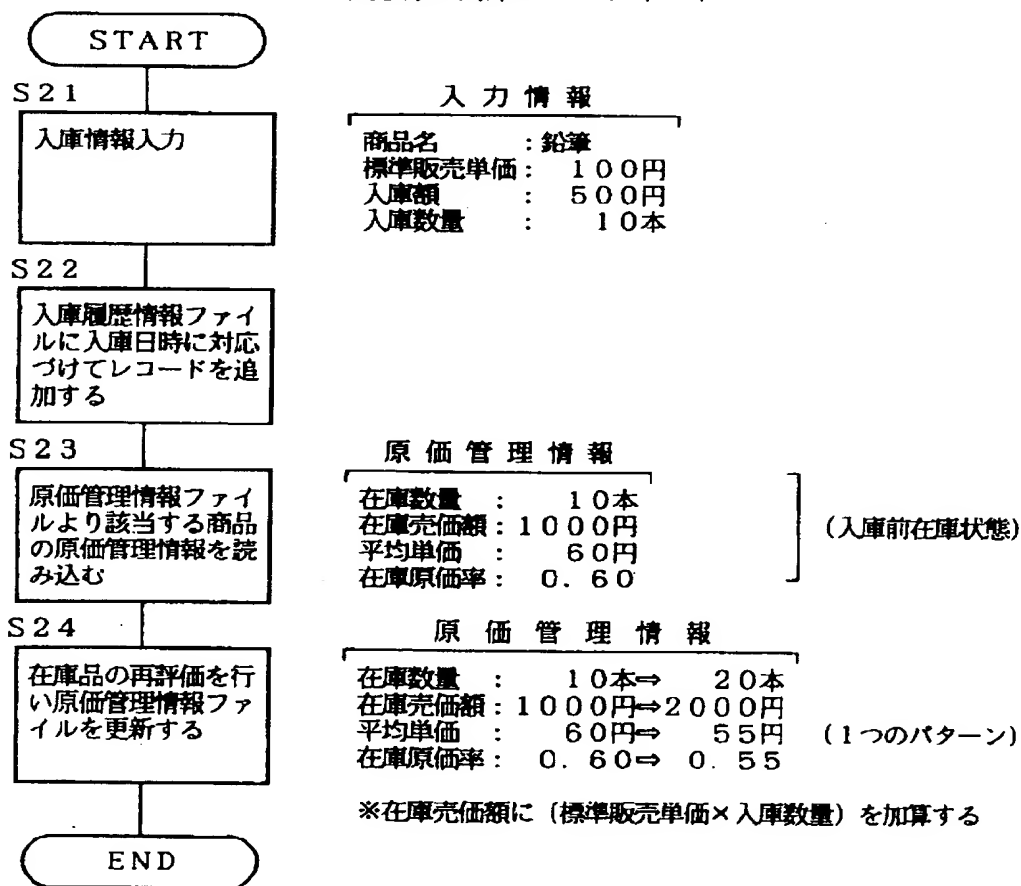 START
S21
入庫情報入力
入力情報
商品名 : 鉛筆
標準販売単価 : 100円
入庫額 : 500円
入庫数量 : 10本
S22
入庫履歴情報ファイ
ルに入庫日時に対応
づけてレコードを追
加する
S23
原価管理情報ファイ
ルより該当する商品
の原価管理情報を読
み込む
原価管理情報
在庫数量 : 10本
在庫売価額 : 1000円
平均単価 : 60円
在庫原価率 : 0.60
(入庫前在庫状態)
S24
在庫品の再評価を行
い原価管理情報ファ
イルを更新する
原価管理情報
在庫数量 : 10本⇒ 20本
在庫売価額 : 1000円⇒2000円
平均単価 : 60円⇒ 55円
在庫原価率 : 0.60⇒ 0.55
(1つのパターン)
※在庫売価額に(標準販売単価×入庫数量)を加算する
END